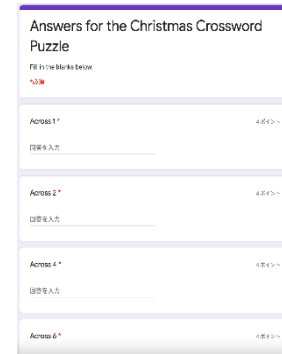 Answers for the Christmas Crossword
Puzzle
Fill in the blanks below.
*必須
Across 1 *
4 ポイント
回答を入力
Across 2 *
4 ポイント
回答を入力
Across 4 *
4 ポイント
回答を入力
4 ポイント